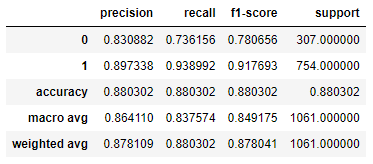 precision recall f1-score support
0 0.830882 0.736156 0.780656 307.000000
1 0.897338 0.938992 0.917693 754.000000
accuracy 0.880302 0.880302 0.880302 0.880302
macro avg 0.864110 0.837574 0.849175 1061.000000
weighted avg 0.878109 0.880302 0.878041 1061.000000